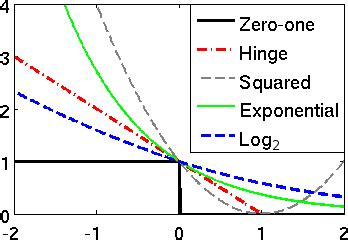 4
3
2
1
0
-2
-1
0
1
2
Zero-one
Hinge
Squared
Exponential
Log₂